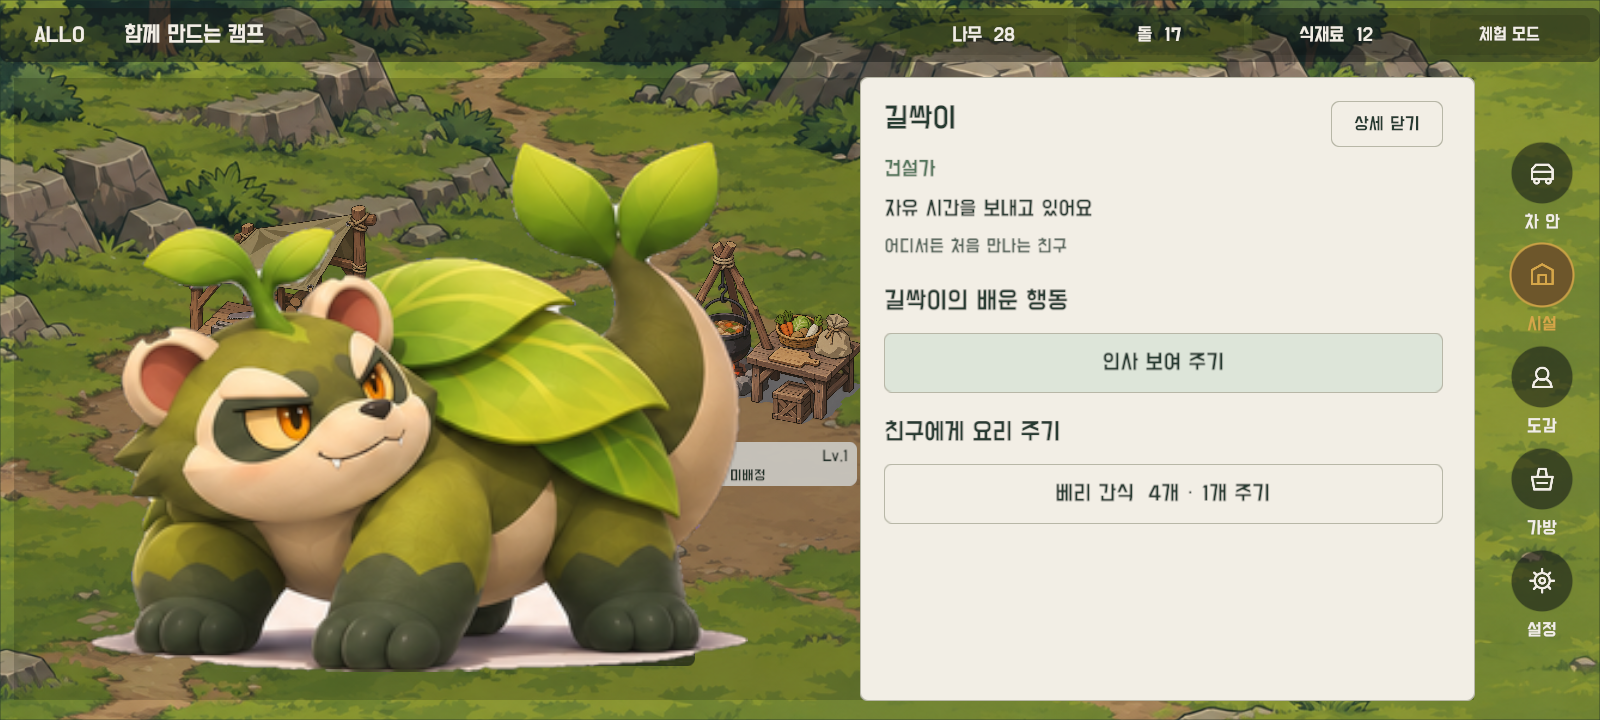 ALLO 함께 만드는 캠프 나무 28 돌 17 식재료 12 체험 모드
길싹이 상세 닫기
건설가
자유 시간을 보내고 있어요
어디서든 처음 만나는 친구
길싹이의 배운 행동
인사 보여 주기
친구에게 요리 주기
베리 간식 4개 · 1개 주기
Lv.1
미배정
차 안
시설
도감
가방
설정